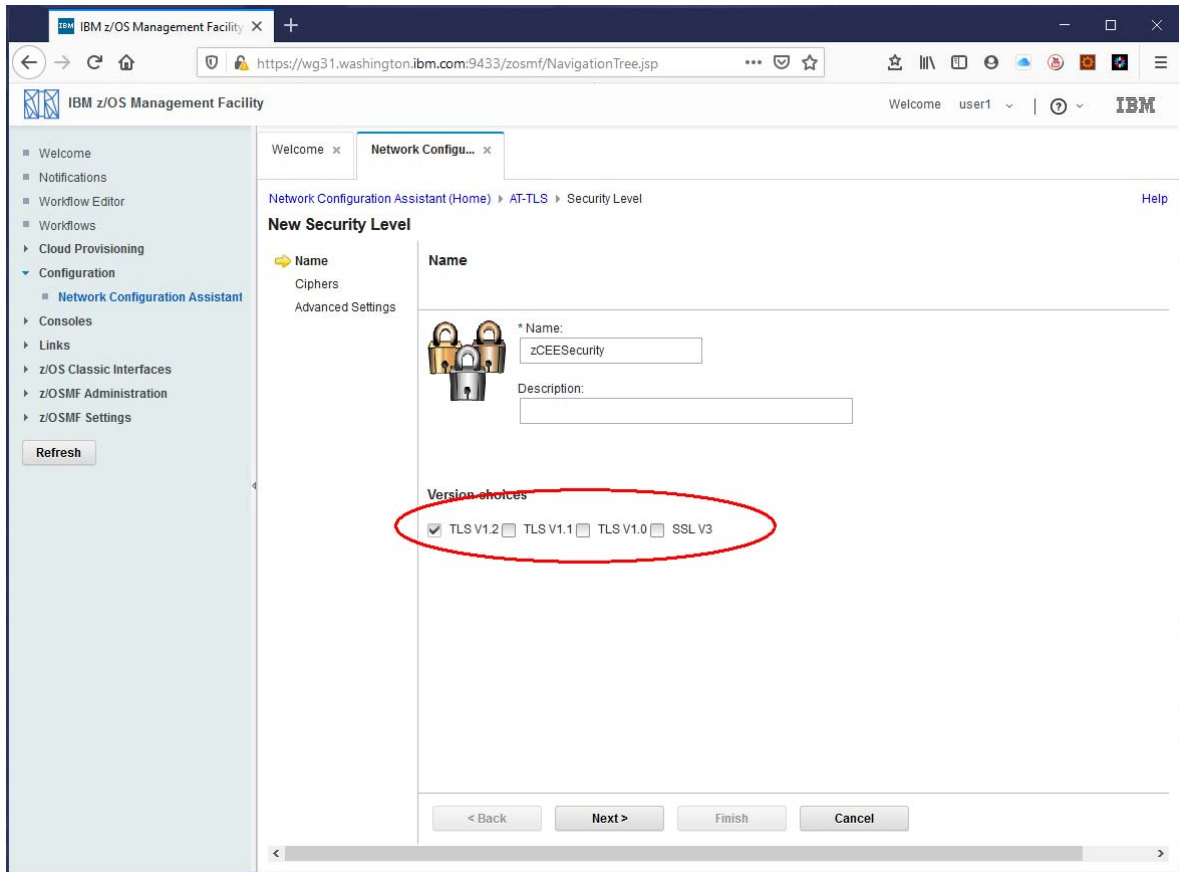 IBM IBM z/OS Management Facility
https://wg31.washington.ibm.com:9433/zosmf/NavigationTree.jsp
IBM z/OS Management Facility
Welcome user1
IBM
Welcome
Notifications
Workflow Editor
Workflows
Cloud Provisioning
Configuration
Network Configuration Assistant
Consoles
Links
z/OS Classic Interfaces
z/OSMF Administration
z/OSMF Settings
Refresh
Welcome Network Configu...
Network Configuration Assistant (Home) AT-TLS Security Level Help
New Security Level
Name
Ciphers
Advanced Settings
Name
* Name:
zCEESecurity
Description:
Version choices
TLS V1.2 TLS V1.1 TLS V1.0 SSL V3
< Back Next > Finish Cancel